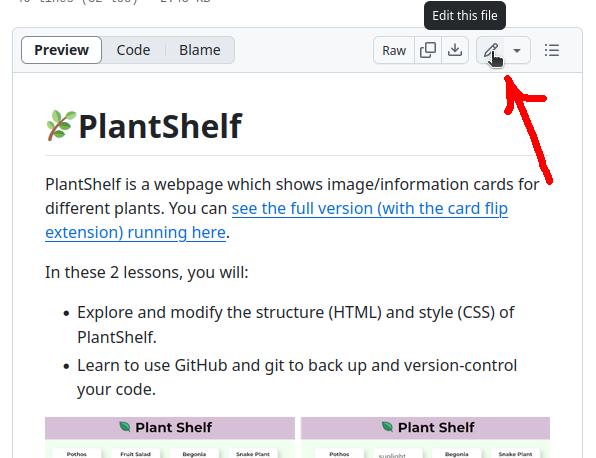 Edit this file
Preview Code Blame Raw
🌿PlantShelf
PlantShelf is a webpage which shows image/information cards for
different plants. You can see the full version (with the card flip
extension) running here.
In these 2 lessons, you will:
• Explore and modify the structure (HTML) and style (CSS) of
PlantShelf.
• Learn to use GitHub and git to back up and version-control
your code.
Plant Shelf Plant Shelf
Pothos Fruit Salad Begonia Snake Plant Pothos sunlight Begonia Snake Plant